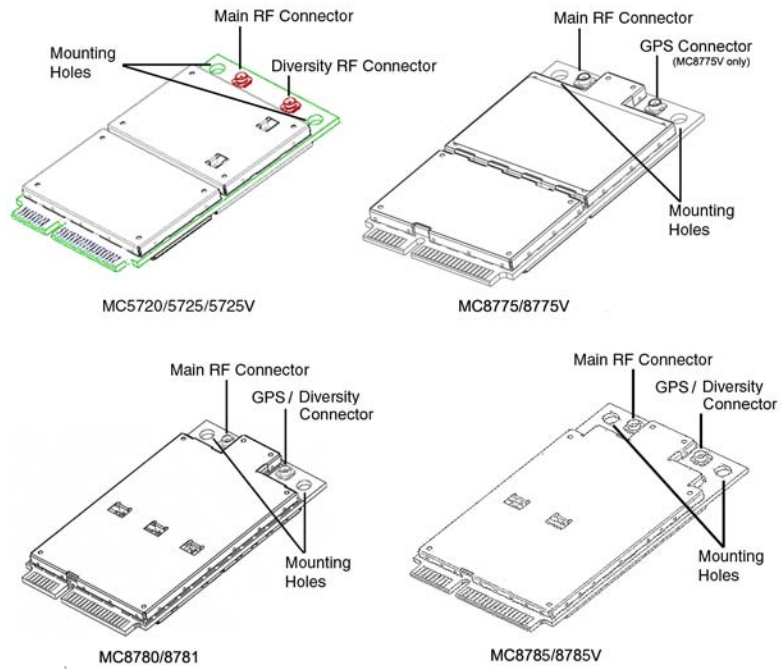 Main RF Connector
Mounting
Holes
Diversity RF Connector
MC5720/5725/5725V
Main RF Connector
GPS Connector
(MC8775V only)
Mounting
Holes
MC8775/8775V
Main RF Connector
GPS / Diversity
Connector
Mounting
Holes
MC8780/8781
Main RF Connector
GPS / Diversity
Connector
Mounting
Holes
MC8785/8785V